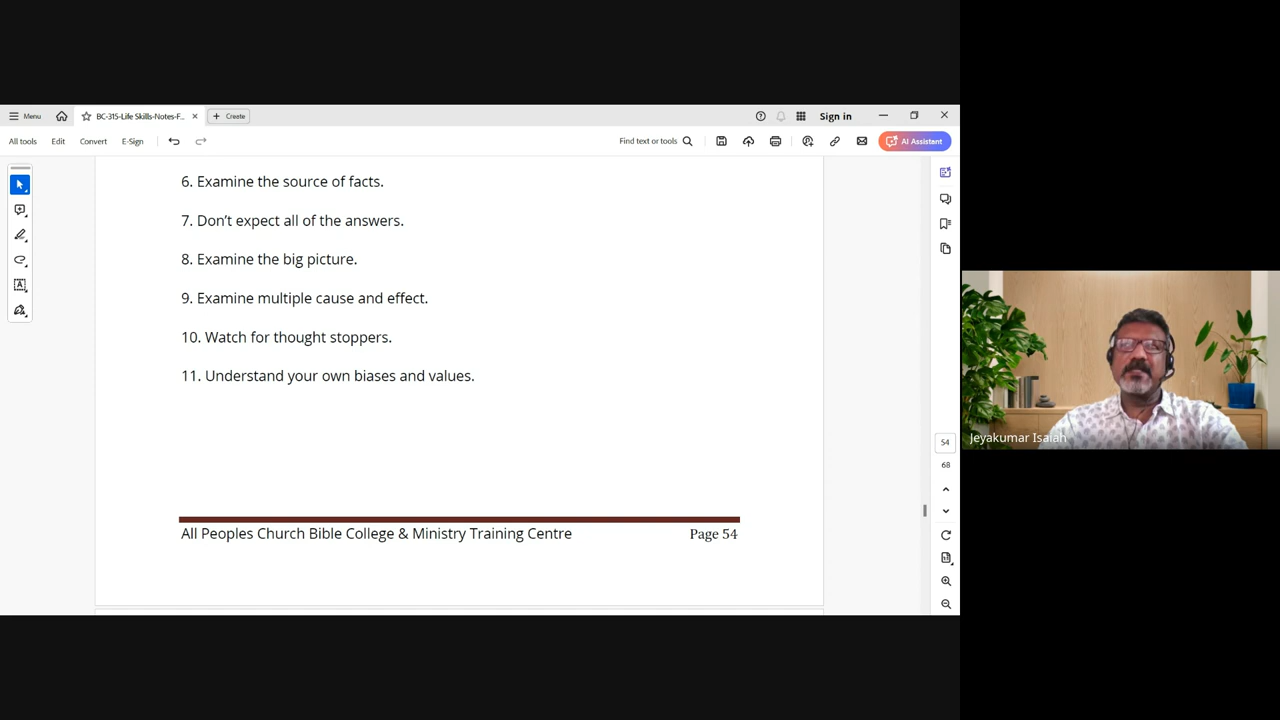 Menu
BC-315-Life Skills-Notes-F...
Create
Sign in
All tools
Edit
Convert
E-Sign
Find text or tools
AI Assistant
6. Examine the source of facts.
7. Don’t expect all of the answers.
8. Examine the big picture.
9. Examine multiple cause and effect.
10. Watch for thought stoppers.
11. Understand your own biases and values.
All Peoples Church Bible College & Ministry Training Centre Page 54
54
68
Jeyakumar Isaiah